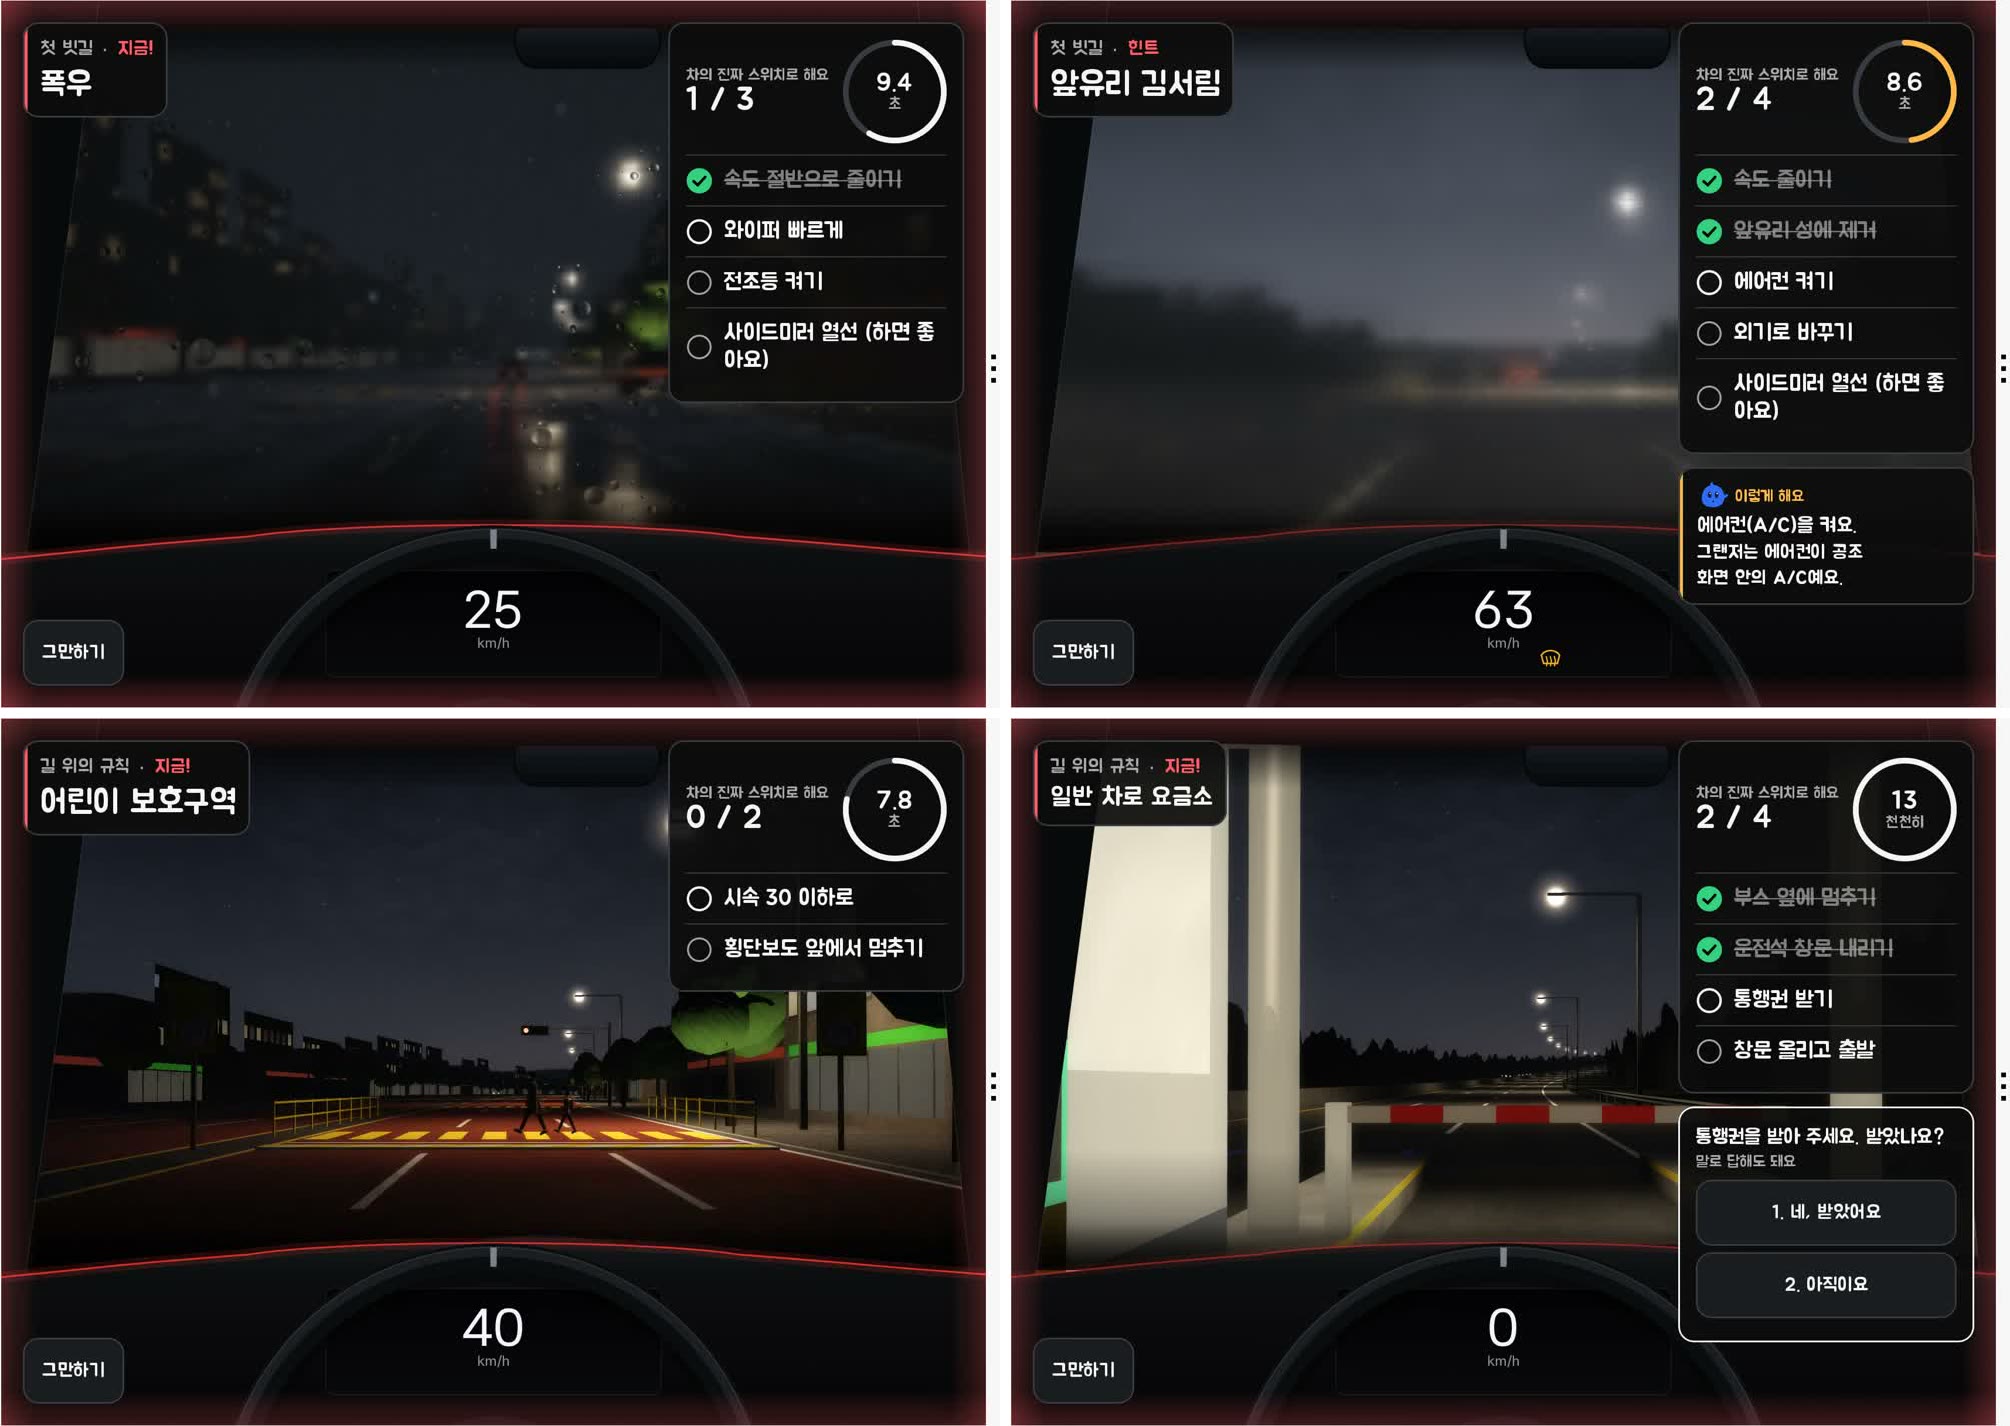 첫 빗길 · 지금!
폭우
차의 진짜 스위치로 해요
1 / 3
9.4
초
속도 절반으로 줄이기
와이퍼 빠르게
전조등 켜기
사이드미러 열선 (하면 좋
아요)
25
km/h
그만하기
첫 빗길 · 힌트
앞유리 김서림
차의 진짜 스위치로 해요
2 / 4
8.6
초
속도 줄이기
앞유리 성에 제거
에어컨 켜기
외기로 바꾸기
사이드미러 열선 (하면 좋
아요)
이렇게 해요
에어컨(A/C)을 켜요.
그랜저는 에어컨이 공조
화면 안의 A/C예요.
63
km/h
그만하기
길 위의 규칙 · 지금!
어린이 보호구역
차의 진짜 스위치로 해요
0 / 2
7.8
초
시속 30 이하로
횡단보도 앞에서 멈추기
40
km/h
그만하기
길 위의 규칙 · 지금!
일반 차로 요금소
차의 진짜 스위치로 해요
2 / 4
13
천천히
부스 옆에 멈추기
운전석 창문 내리기
통행권 받기
창문 올리고 출발
통행권을 받아 주세요. 받았나요?
말로 답해도 돼요
1. 네, 받았어요
2. 아직이요
0
km/h
그만하기